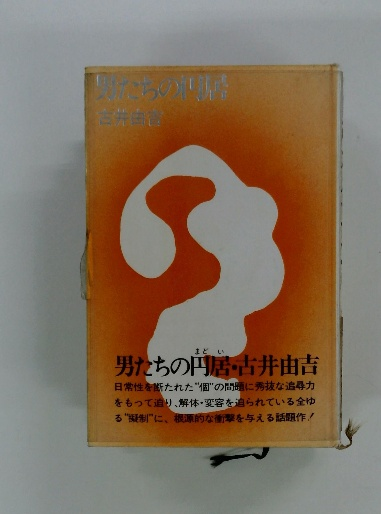 男たちの円居
古井由吉
まどい
男たちの円居・古井由吉
日常性を断たれた“個”の問題に秀抜な追尋力
をもって迫り、解体・変容を迫られている全ゆ
る“擬制”に、根源的な衝撃を与える話題作！